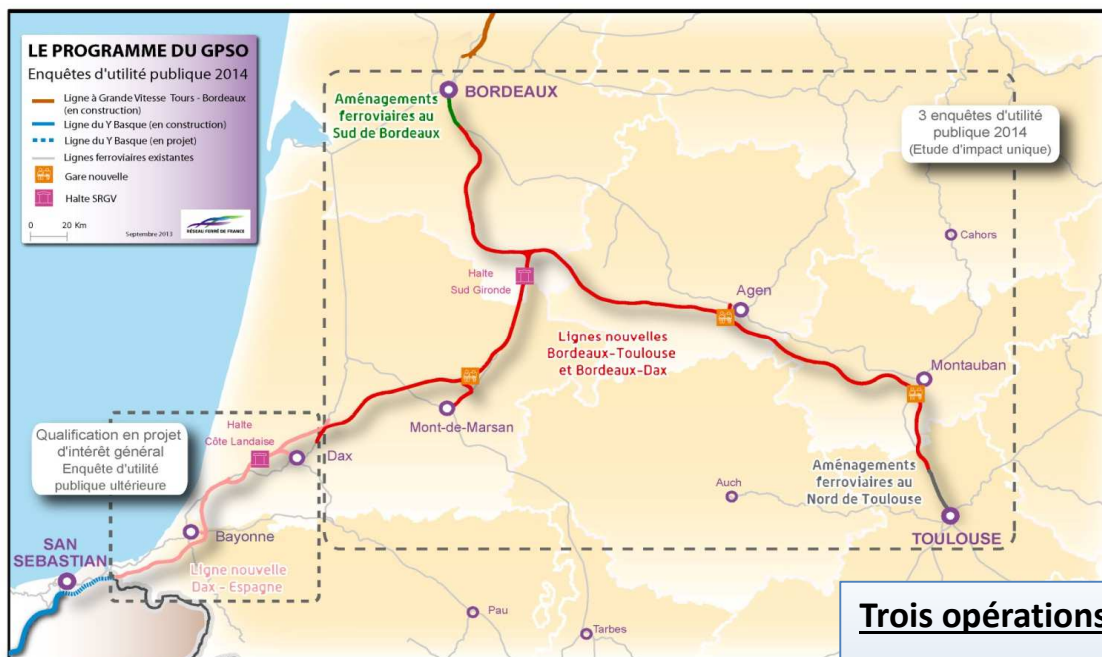 LE PROGRAMME DU GPSO
Enquêtes d'utilité publique 2014
Ligne à Grande Vitesse Tours - Bordeaux
(en construction)
Ligne du Y Basque (en construction)
Ligne du Y Basque (en projet)
Lignes ferroviaires existantes
Gare nouvelle
Halte SRGV
0 20 Km
Septembre 2013
RÉSEAU FERRÉ DE FRANCE
BORDEAUX
Aménagements
ferroviaires au
Sud de Bordeaux
3 enquêtes d'utilité
publique 2014
(Etude d'impact unique)
Cahors
Halte
Sud Gironde
Agen
Lignes nouvelles
Bordeaux-Toulouse
et Bordeaux-Dax
Montauban
Mont-de-Marsan
Qualification en projet
d'intérêt général
Enquête d'utilité
publique ultérieure
Halte
Côte Landaise
Dax
Aménagements
ferroviaires au
Nord de Toulouse
Auch
TOULOUSE
Bayonne
SAN
SEBASTIAN
Ligne nouvelle
Dax - Espagne
Pau
Tarbes
Trois opérations